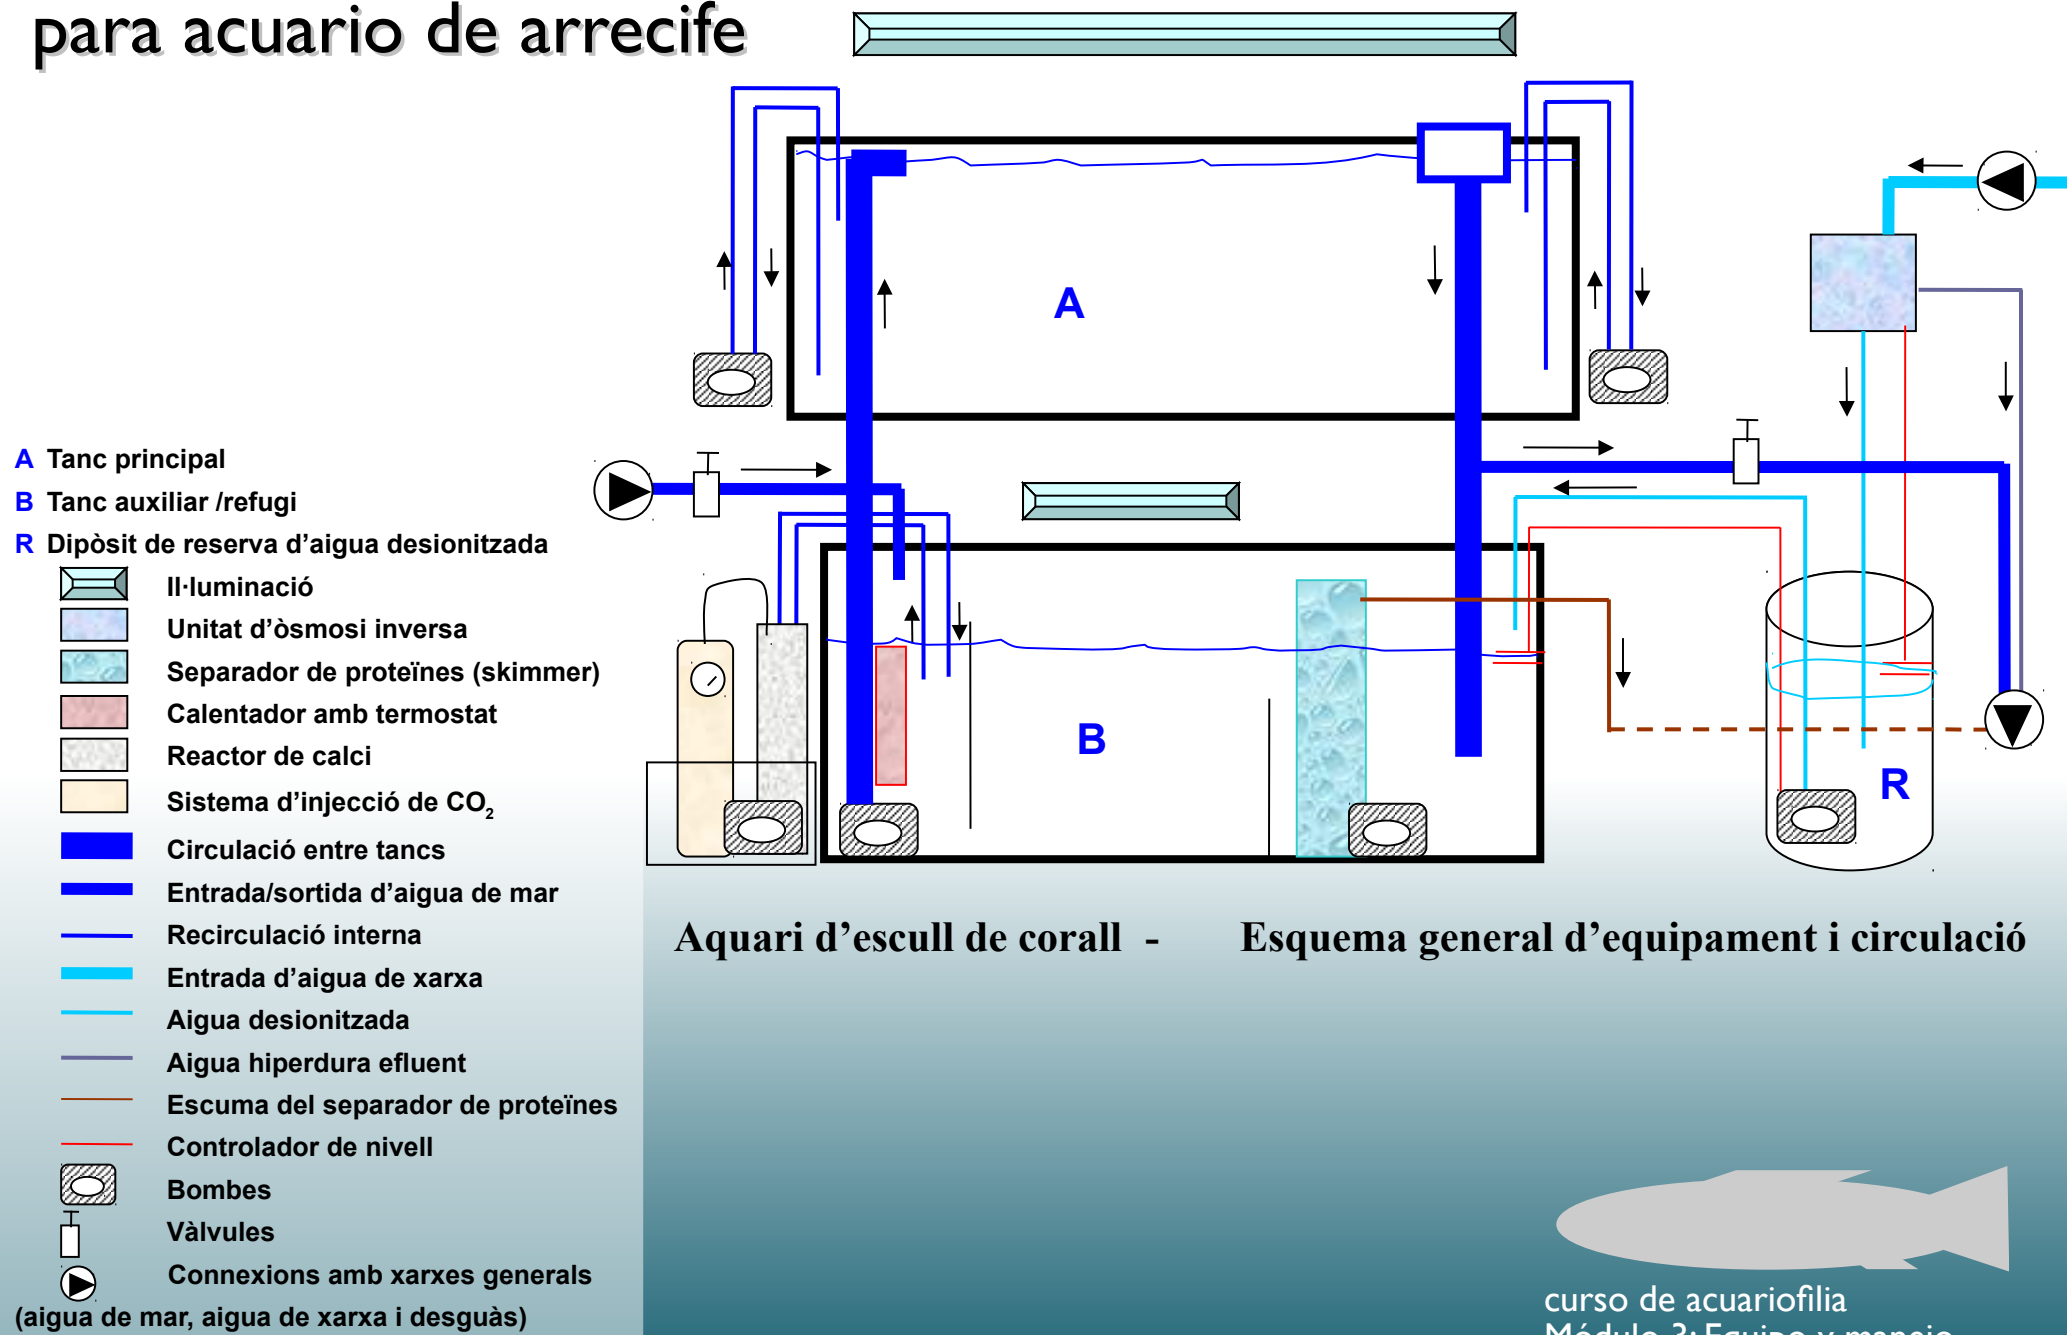 para acuario de arrecife
A
A Tanc principal
B Tanc auxiliar /refugi
R Dipòsit de reserva d’aigua desionitzada
Il·luminació
Unitat d’òsmosi inversa
Separador de proteïnes (skimmer)
Calentador amb termostat
Reactor de calci
Sistema d’injecció de CO2
Circulació entre tancs
Entrada/sortida d’aigua de mar
Recirculació interna
Entrada d’aigua de xarxa
Aigua desionitzada
Aigua hiperdura efluent
Escuma del separador de proteïnes
Controlador de nivell
Bombes
Vàlvules
Connexions amb xarxes generals
(aigua de mar, aigua de xarxa i desguàs)
B
R
Aquari d’escull de corall - Esquema general d’equipament i circulació
curso de acuariofilia
Módulo 3: Equipo y manejo